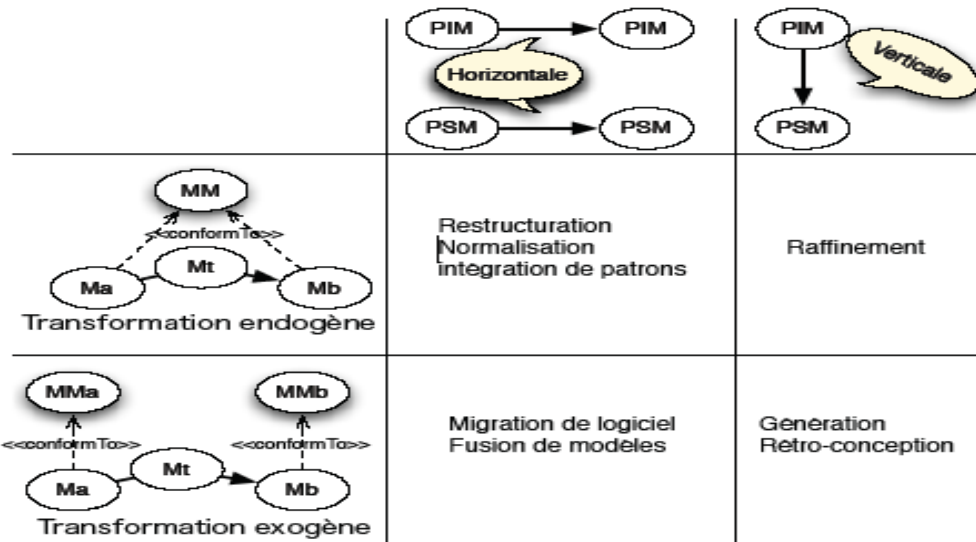 PIM PIM PIM
Horizontale Verticale
PSM PSM PSM
MM
<<conformTo>>
Mt
Ma Mb
Transformation endogène
Restructuration
Normalisation
intégration de patrons
Raffinement
MMa MMb
<<conformTo>> <<conformTo>>
Mt
Ma Mb
Transformation exogène
Migration de logiciel
Fusion de modèles
Génération
Rétro-conception